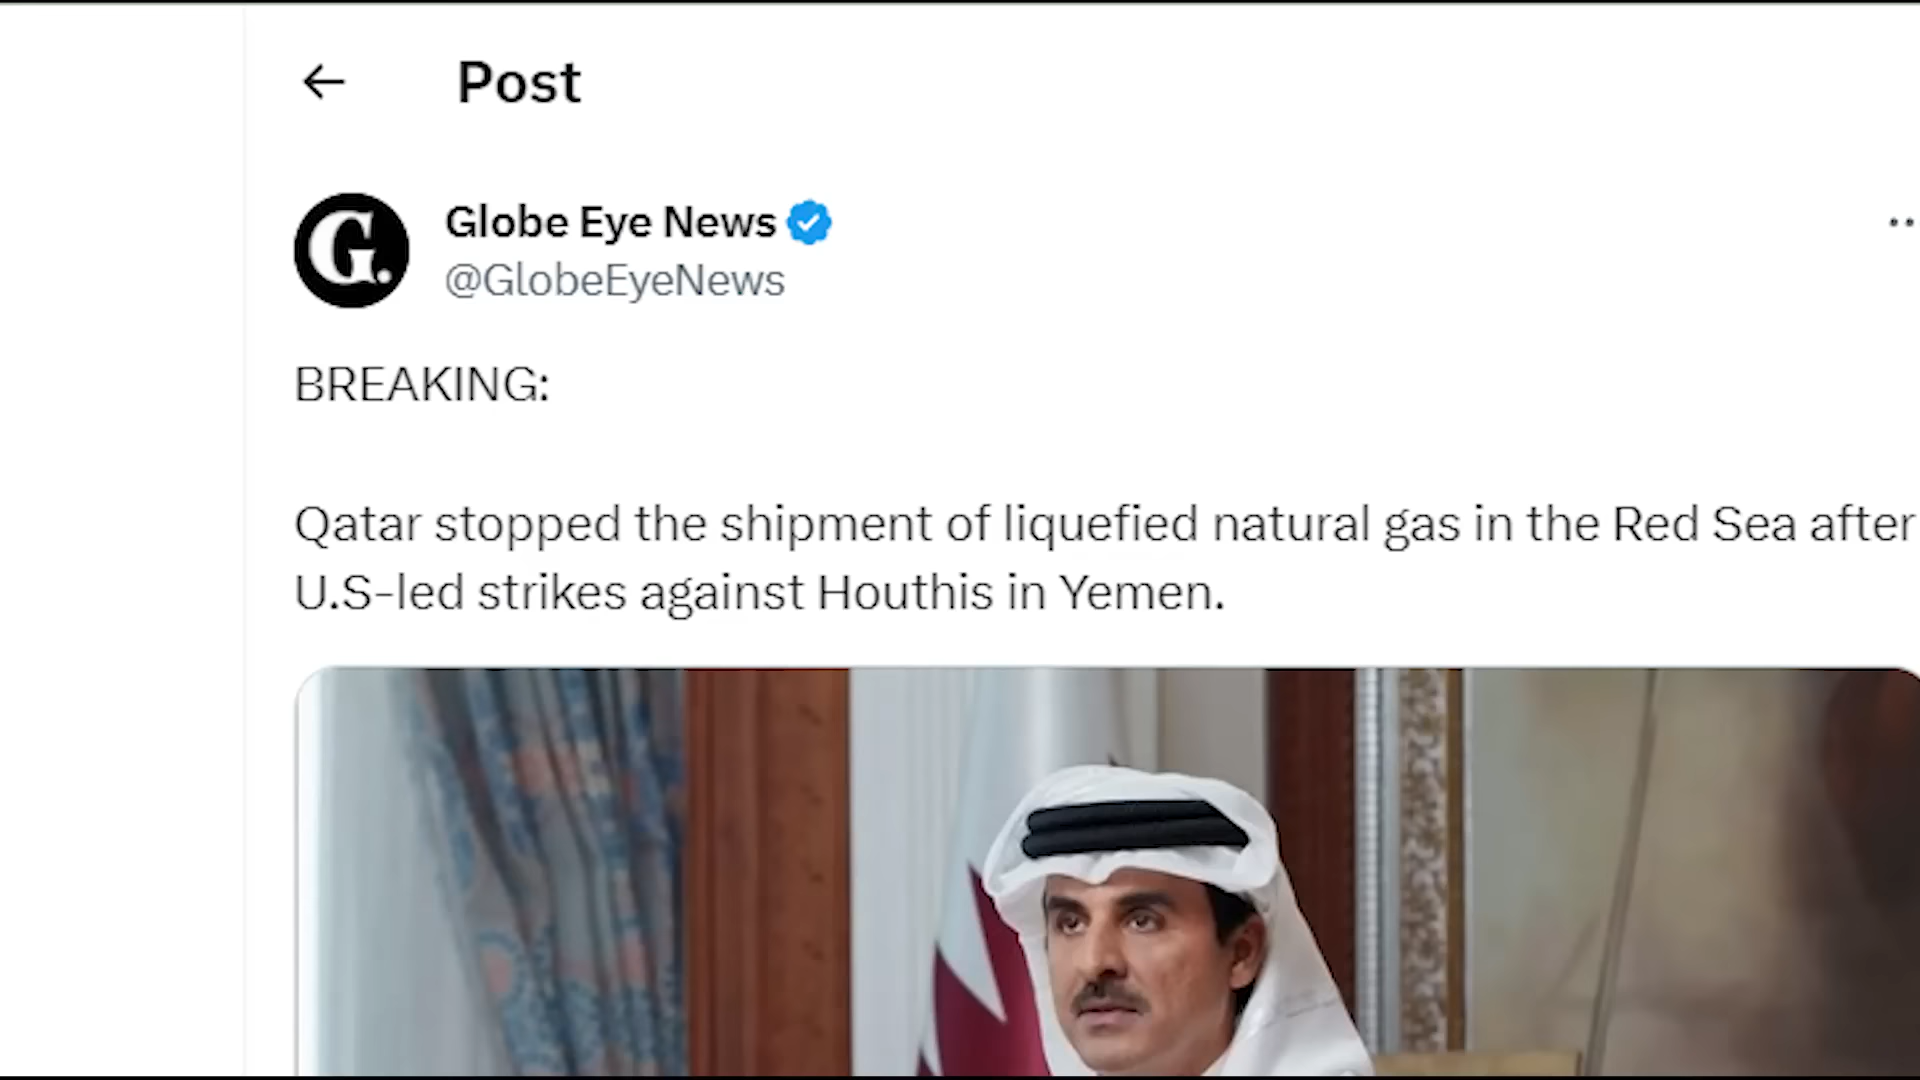 Post
G.
Globe Eye News
@GlobeEyeNews
BREAKING:
Qatar stopped the shipment of liquefied natural gas in the Red Sea after
U.S-led strikes against Houthis in Yemen.